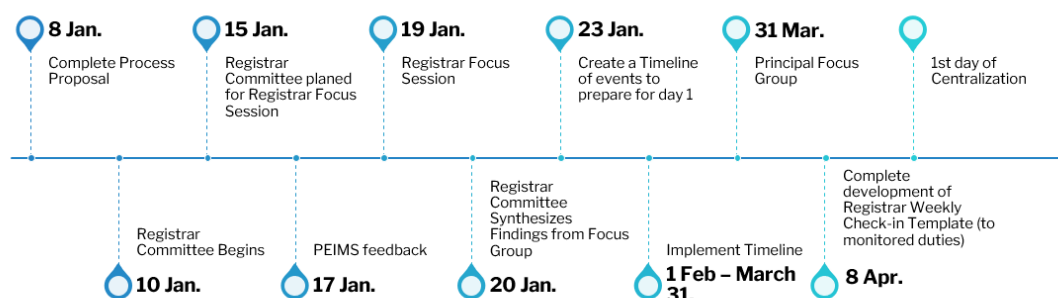 8 Jan.
Complete Process
Proposal
15 Jan.
Registrar
Committee planed
for Registrar Focus
Session
19 Jan.
Registrar Focus
Session
23 Jan.
Create a Timeline
of events to
prepare for day 1
31 Mar.
Principal Focus
Group
1st day of
Centralization
Registrar
Committee Begins
10 Jan.
PEIMS feedback
17 Jan.
Registrar
Committee
Synthesizes
Findings from Focus
Group
20 Jan.
Implement Timeline
1 Feb – March
31.
Complete
development of
Registrar Weekly
Check-in Template (to
monitored duties)
8 Apr.